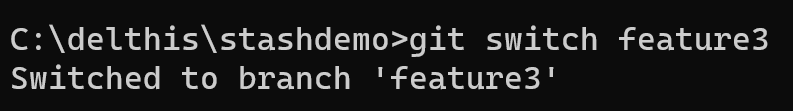 C:\delthis\stashdemo>git switch feature3
Switched to branch 'feature3'